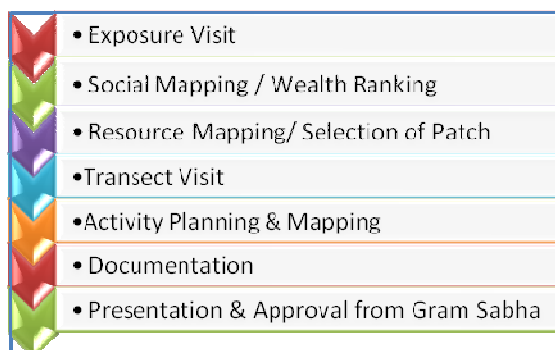 • Exposure Visit
• Social Mapping / Wealth Ranking
• Resource Mapping/ Selection of Patch
•Transect Visit
•Activity Planning & Mapping
• Documentation
• Presentation & Approval from Gram Sabha